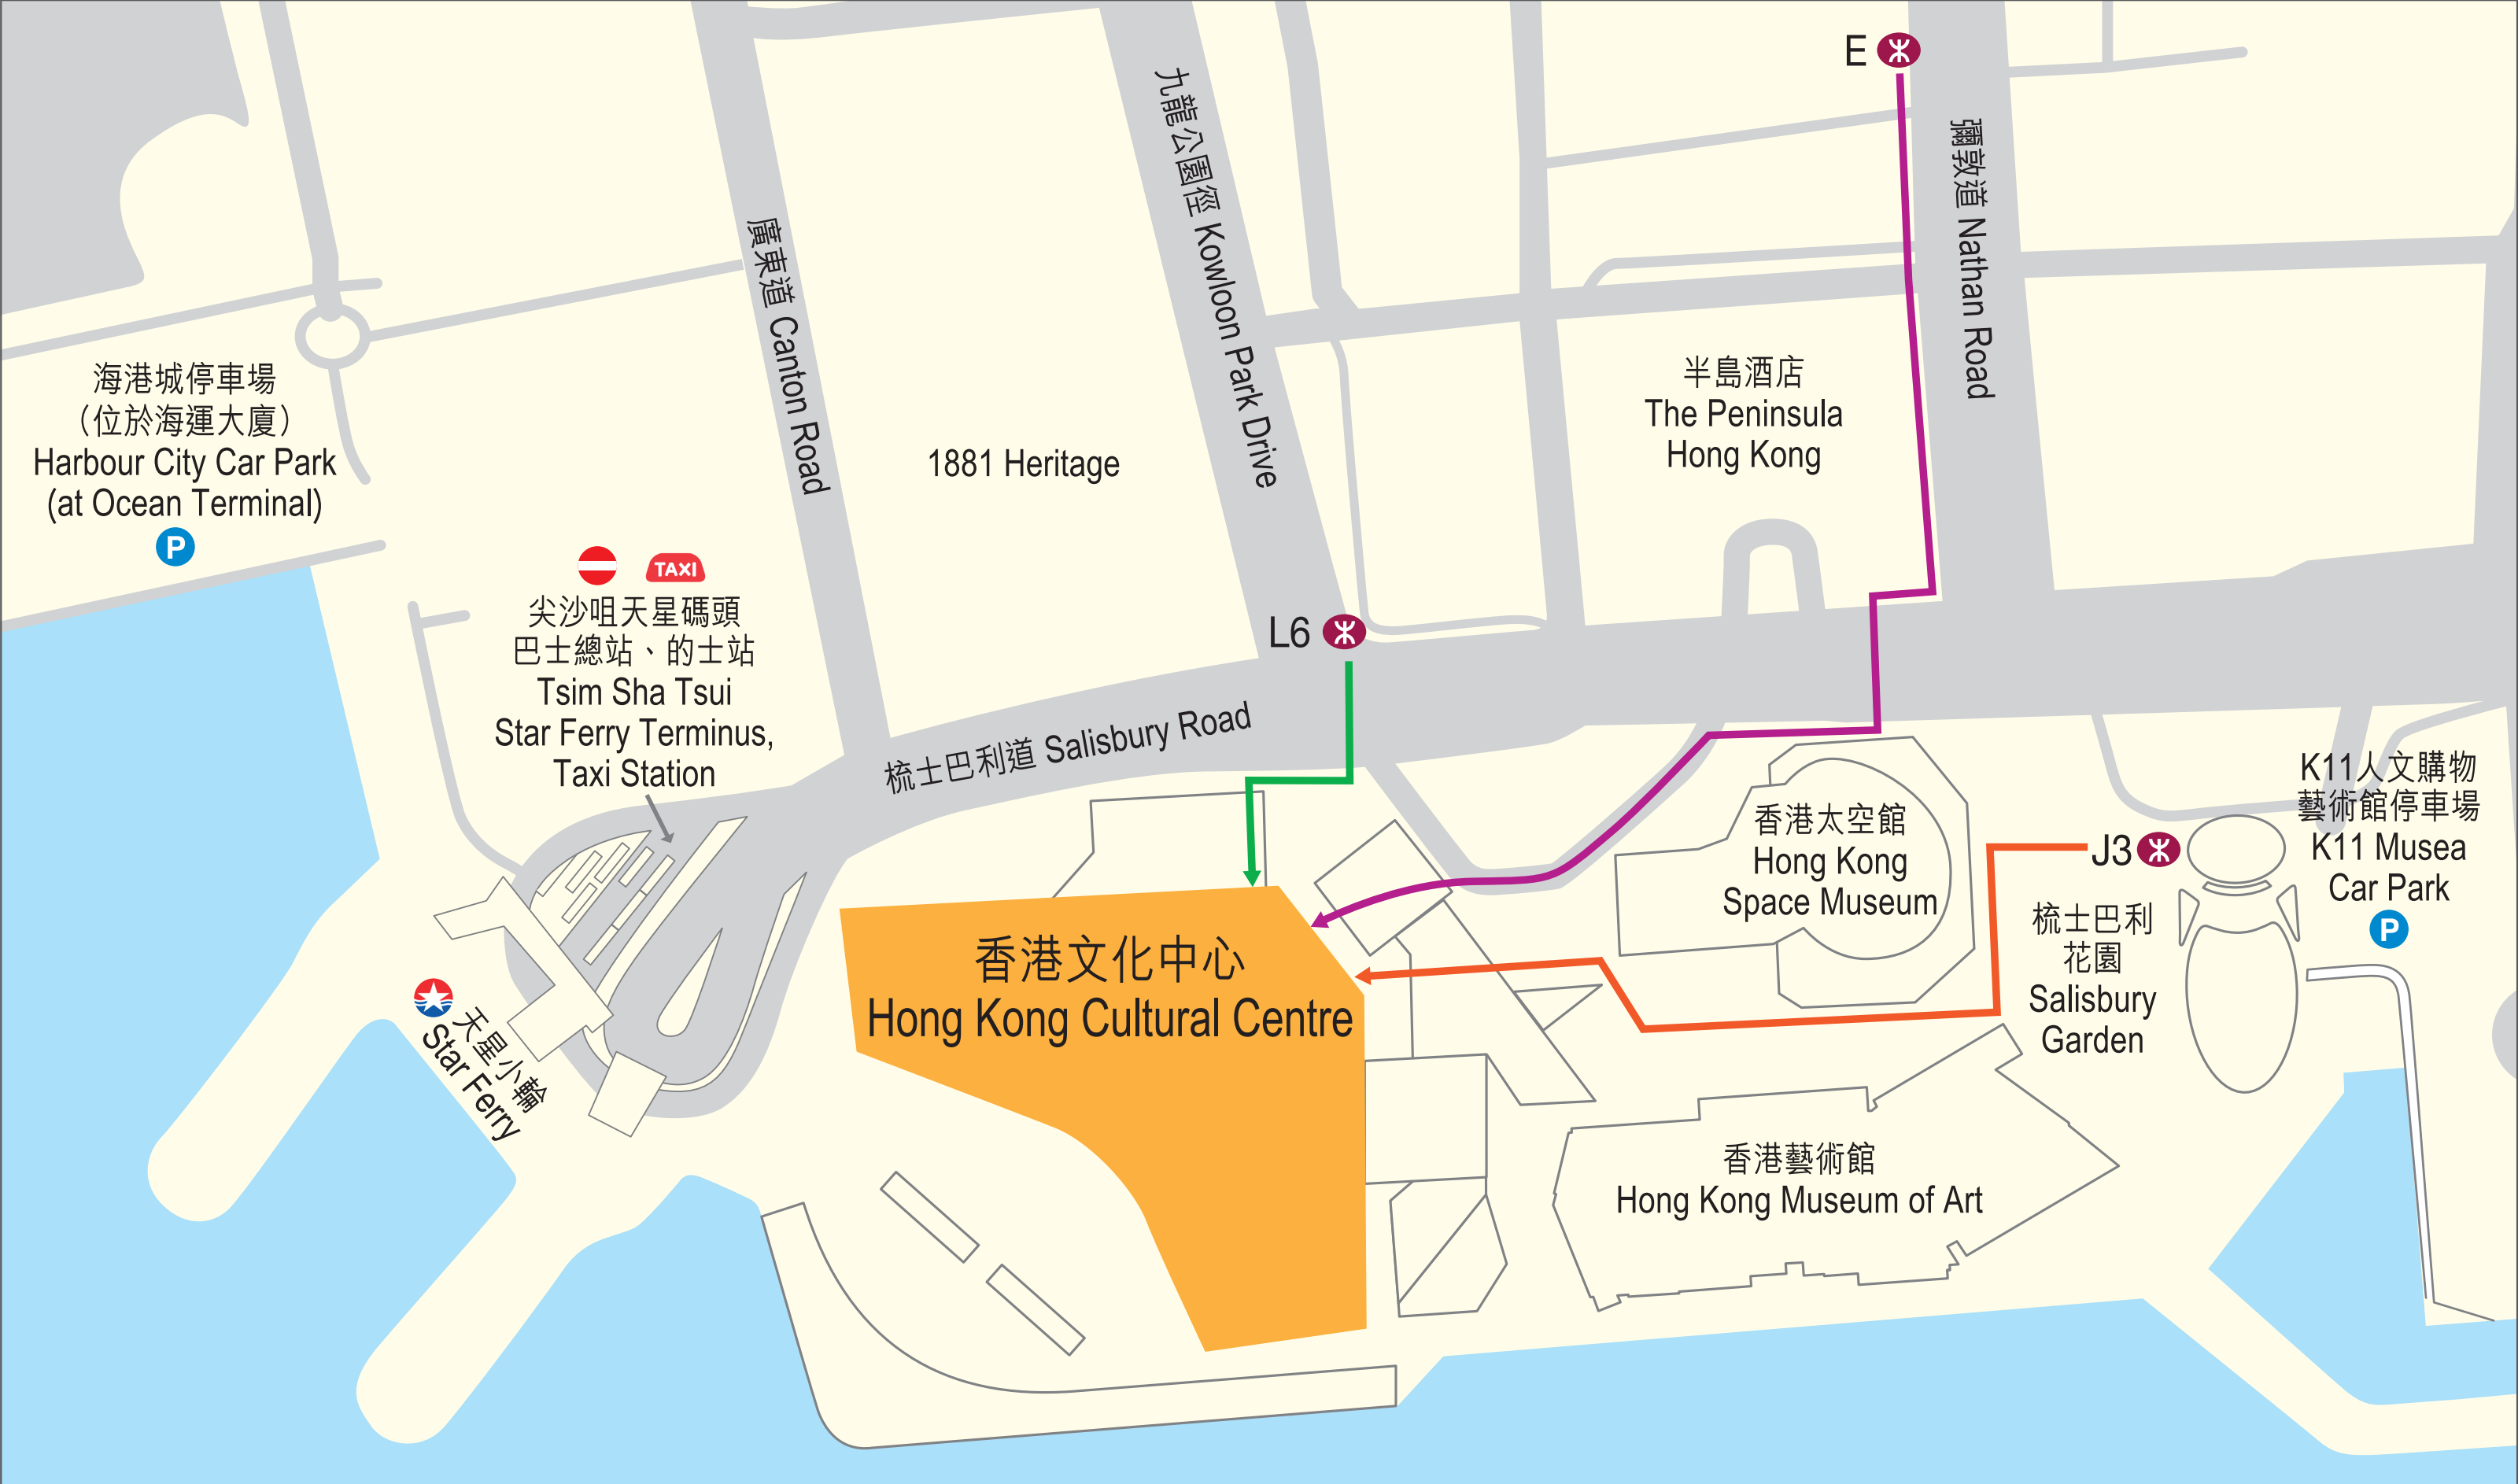 E
九龍公園徑 Kowloon Park Drive
彌敦道 Nathan Road
廣東道 Canton Road
海港城停車場
（位於海運大廈）
Harbour City Car Park
(at Ocean Terminal)
P
1881 Heritage
半島酒店
The Peninsula
Hong Kong
TAXI
尖沙咀天星碼頭
巴士總站、的士站
Tsim Sha Tsui
Star Ferry Terminus,
Taxi Station
L6
梳士巴利道 Salisbury Road
香港太空館
Hong Kong
Space Museum
J3
K11人文購物
藝術館停車場
K11 Musea
Car Park
P
梳士巴利
花園
Salisbury
Garden
香港文化中心
Hong Kong Cultural Centre
天星小輪
Star Ferry
香港藝術館
Hong Kong Museum of Art